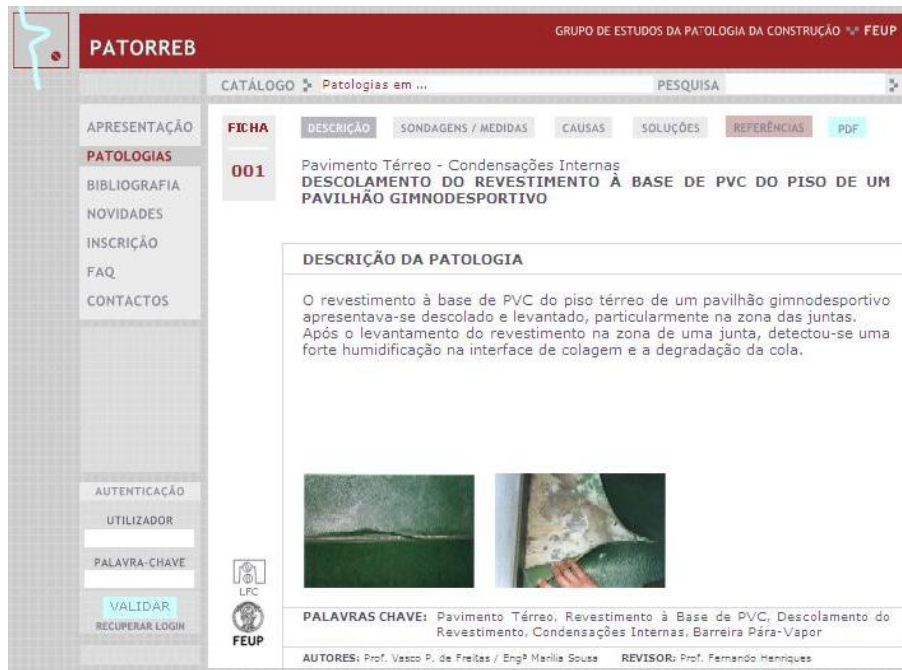 PATORREB
GRUPO DE ESTUDOS DA PATOLOGIA DA CONSTRUÇÃO FEUP
CATÁLOGO Patologias em ... PESQUISA
APRESENTAÇÃO
PATOLOGIAS
BIBLIOGRAFIA
NOVIDADES
INSCRIÇÃO
FAQ
CONTACTOS
AUTENTICAÇÃO
UTILIZADOR
PALAVRA-CHAVE
VALIDAR
RECUPERAR LOGIN
FICHA
001
LFC
FEUP
DESCRIÇÃO SONDAGENS / MEDIDAS CAUSAS SOLUÇÕES REFERÊNCIAS PDF
Pavimento Térreo - Condensações Internas
DESCOLAMENTO DO REVESTIMENTO À BASE DE PVC DO PISO DE UM
PAVILHÃO GIMNODESPORTIVO
DESCRIÇÃO DA PATOLOGIA
O revestimento à base de PVC do piso térreo de um pavilhão gimnodesportivo
apresentava-se descolado e levantado, particularmente na zona das juntas.
Após o levantamento do revestimento na zona de uma junta, detectou-se uma
forte humidificação na interface de colagem e a degradação da cola.
PALAVRAS CHAVE: Pavimento Térreo, Revestimento à Base de PVC, Descolamento do
Revestimento, Condensações Internas, Barreira Pára-Vapor
AUTORES: Prof. Vasco P. de Freitas / Engª Marília Sousa REVISOR: Prof. Fernando Henriques